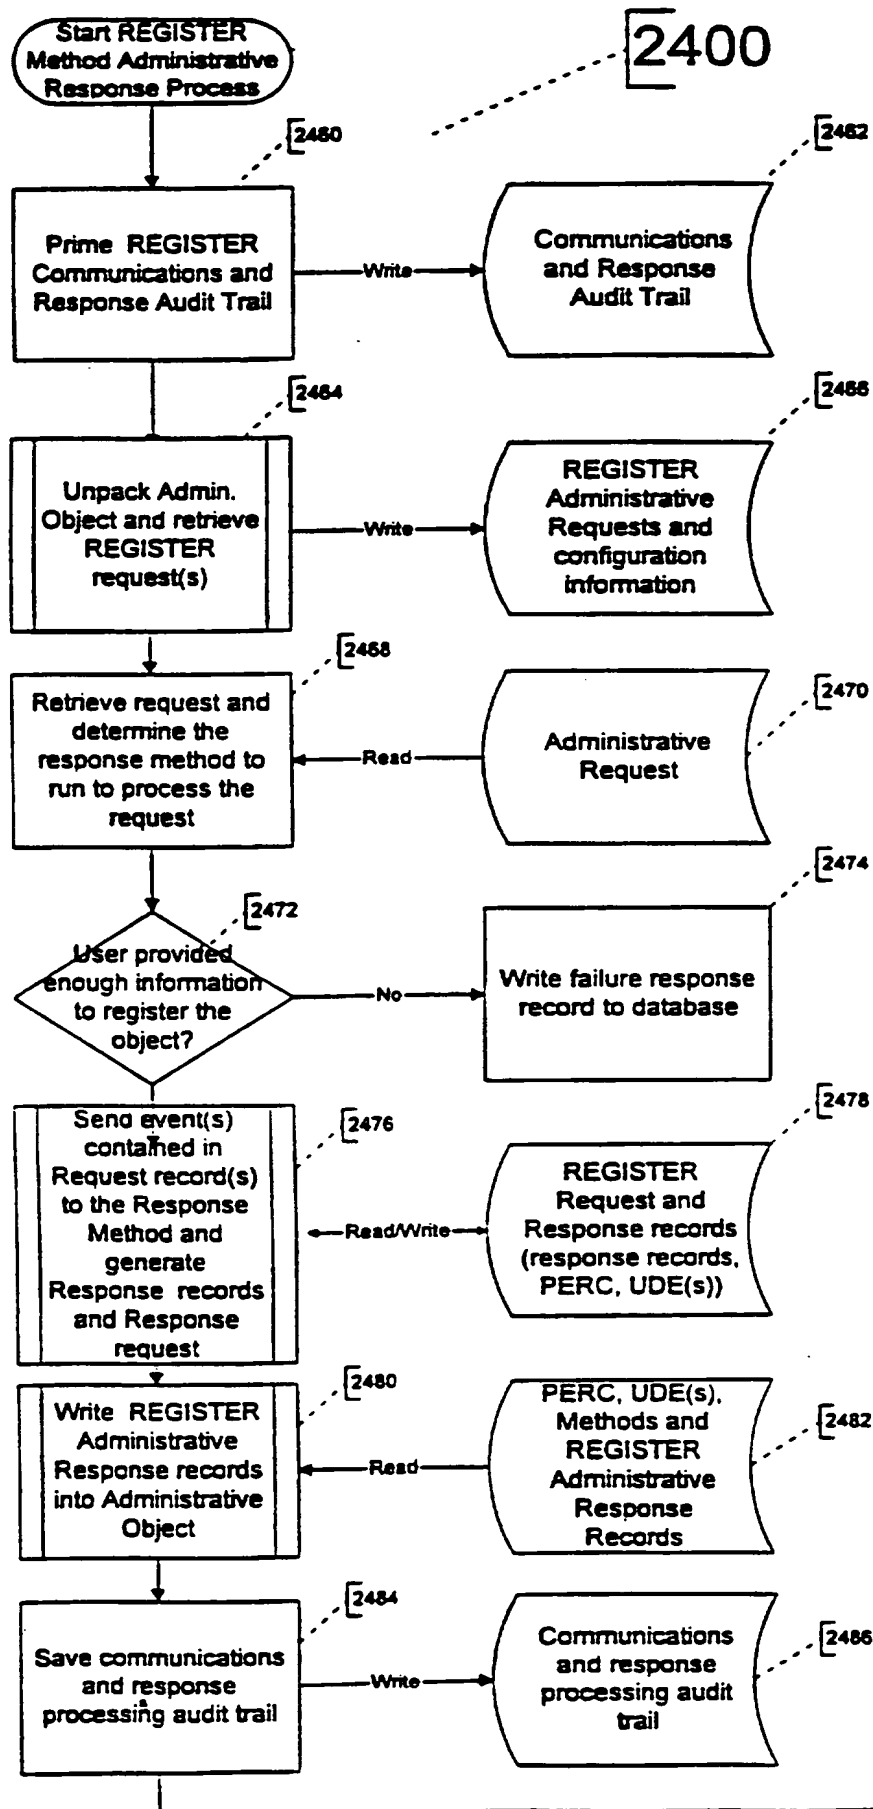 Start REGISTER
Method Administrative
Response Process
2400
2460
2462
Prime REGISTER
Communications and
Response Audit Trail
Write
Communications
and Response
Audit Trail
2464
2466
Unpack Admin.
Object and retrieve
REGISTER
request(s)
Write
REGISTER
Administrative
Requests and
configuration
information
2468
2470
Retrieve request and
determine the
response method to
run to process the
request
Read
Administrative
Request
2472
2474
User provided
enough information
to register the
object?
No
Write failure response
record to database
2476
2478
Send event(s)
contained in
Request record(s)
to the Response
Method and
generate
Response records
and Response
request
Read/Write
REGISTER
Request and
Response records
(response records,
PERC, UDE(s))
2480
2482
Write REGISTER
Administrative
Response records
into Administrative
Object
Read
PERC, UDE(s),
Methods and
REGISTER
Administrative
Response
Records
2484
2486
Save communications
and response
processing audit trail
Write
Communications
and response
processing audit
trail